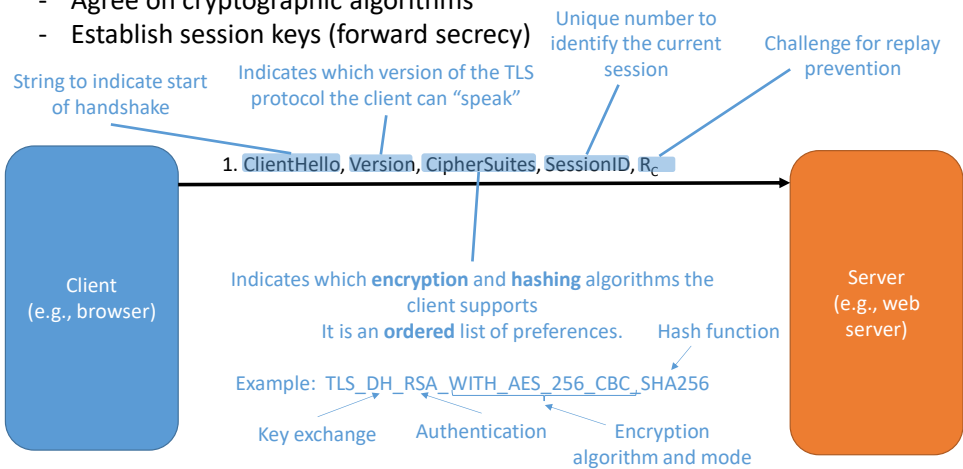 - Agree on cryptographic algorithms
- Establish session keys (forward secrecy)
Unique number to
identify the current
session
Challenge for replay
prevention
Indicates which version of the TLS
protocol the client can “speak”
String to indicate start
of handshake
1. ClientHello, Version, CipherSuites, SessionID, R_C
Client
(e.g., browser)
Server
(e.g., web
server)
Indicates which encryption and hashing algorithms the
client supports
It is an ordered list of preferences.
Hash function
Example: TLS_DH_RSA_WITH_AES_256_CBC_SHA256
Key exchange
Authentication
Encryption
algorithm and mode